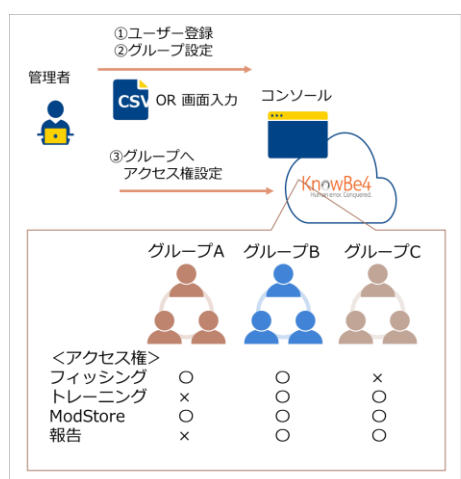 ①ユーザー登録
②グループ設定
管理者
CSV OR 画面入力
コンソール
③グループへ
アクセス権設定
KnowBe4
Human error. Conquered.
グループA グループB グループC
＜アクセス権＞
フィッシング ○ ○ ×
トレーニング × ○ ○
ModStore ○ ○ ○
報告 × ○ ○